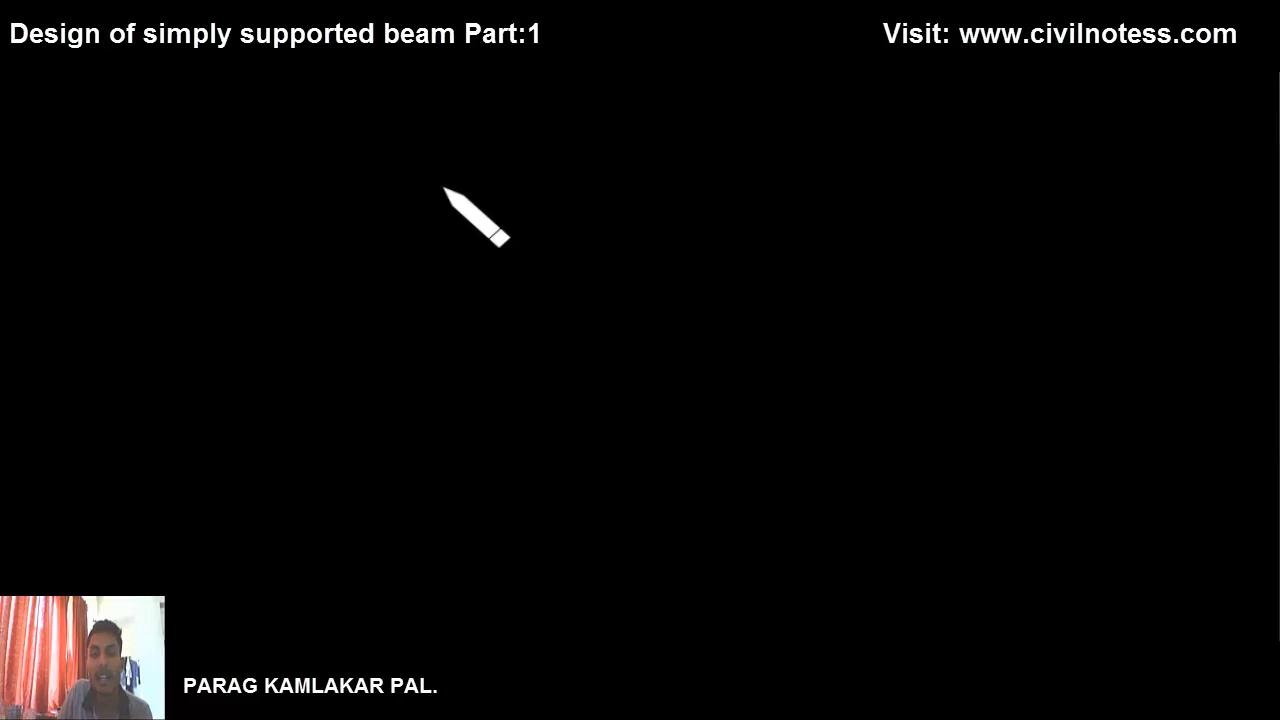 Design of simply supported beam Part:1
Visit: www.civilnotess.com
PARAG KAMLAKAR PAL.